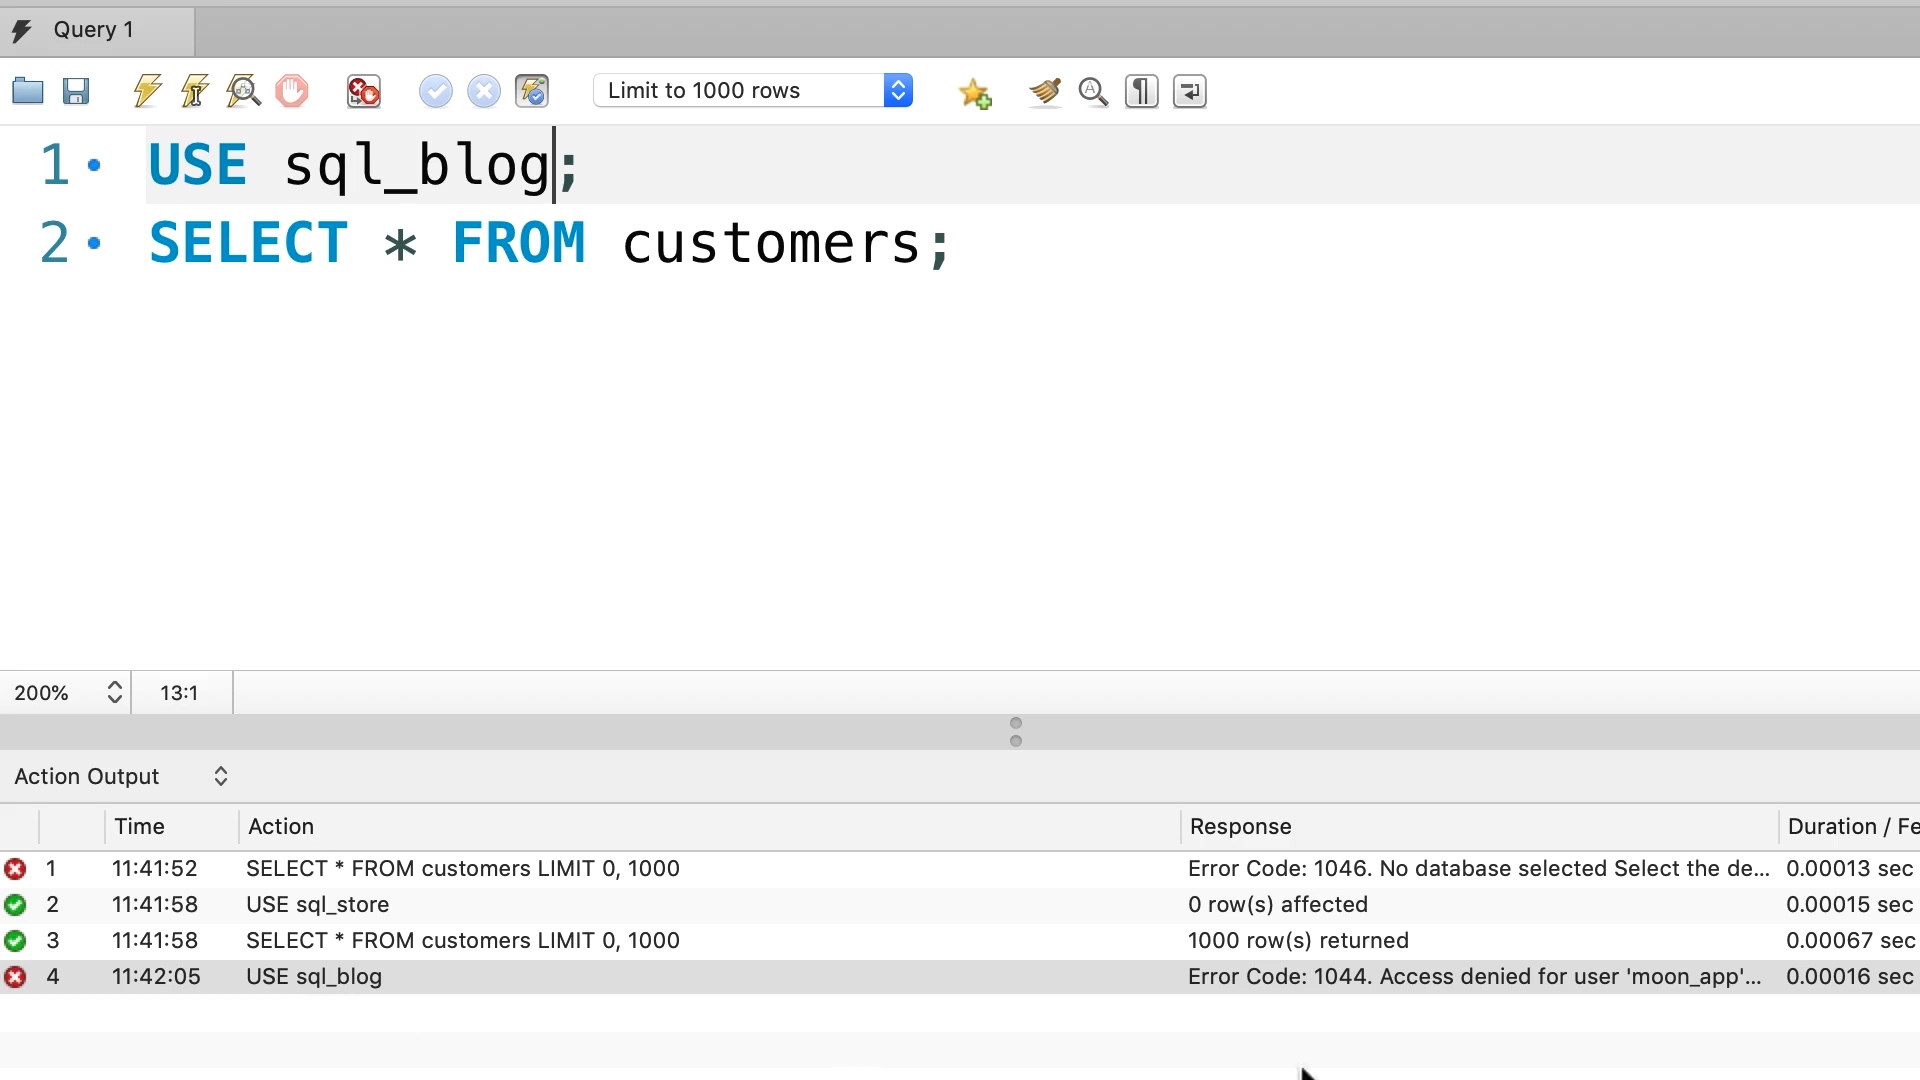 Query 1
Limit to 1000 rows
1 USE sql_blog;
2 SELECT * FROM customers;
200% 13:1
Action Output
Time Action Response Duration / Fe
1 11:41:52 SELECT * FROM customers LIMIT 0, 1000 Error Code: 1046. No database selected Select the de... 0.00013 sec
2 11:41:58 USE sql_store 0 row(s) affected 0.00015 sec
3 11:41:58 SELECT * FROM customers LIMIT 0, 1000 1000 row(s) returned 0.00067 sec
4 11:42:05 USE sql_blog Error Code: 1044. Access denied for user 'moon_app'... 0.00016 sec